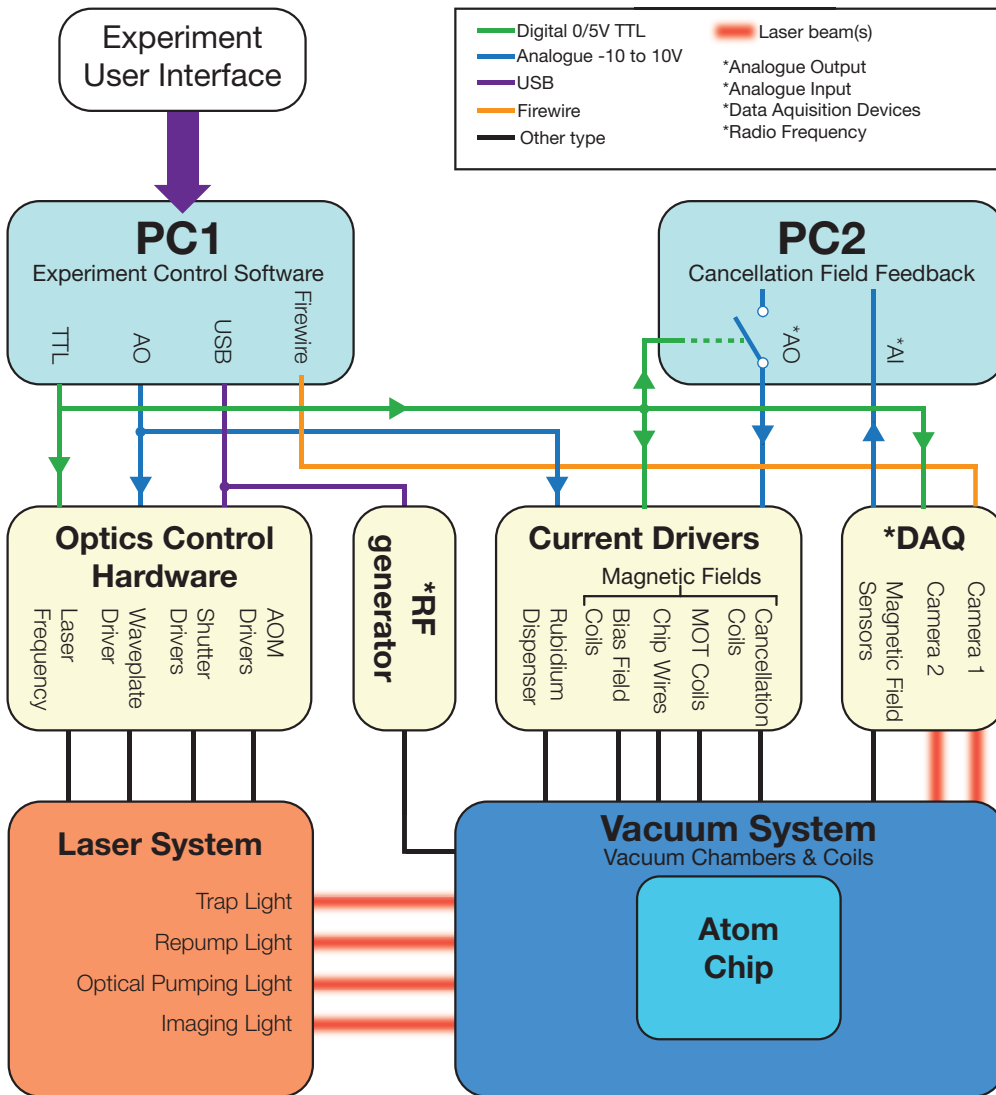 Experiment
User Interface
Digital 0/5V TTL
Analogue -10 to 10V
USB
Firewire
Other type
Laser beam(s)
*Analogue Output
*Analogue Input
*Data Aquisition Devices
*Radio Frequency
PC1
Experiment Control Software
TTL
AO
USB
Firewire
PC2
Cancellation Field Feedback
*AO
*AI
Optics Control
Hardware
Laser
Frequency
Waveplate
Driver
Shutter
Drivers
AOM
Drivers
*RF
generator
Current Drivers
Magnetic Fields
Rubidium
Dispenser
Bias Field
Coils
Chip Wires
MOT Coils
Cancellation
Coils
*DAQ
Magnetic Field
Sensors
Camera 2
Camera 1
Laser System
Trap Light
Repump Light
Optical Pumping Light
Imaging Light
Vacuum System
Vacuum Chambers & Coils
Atom
Chip